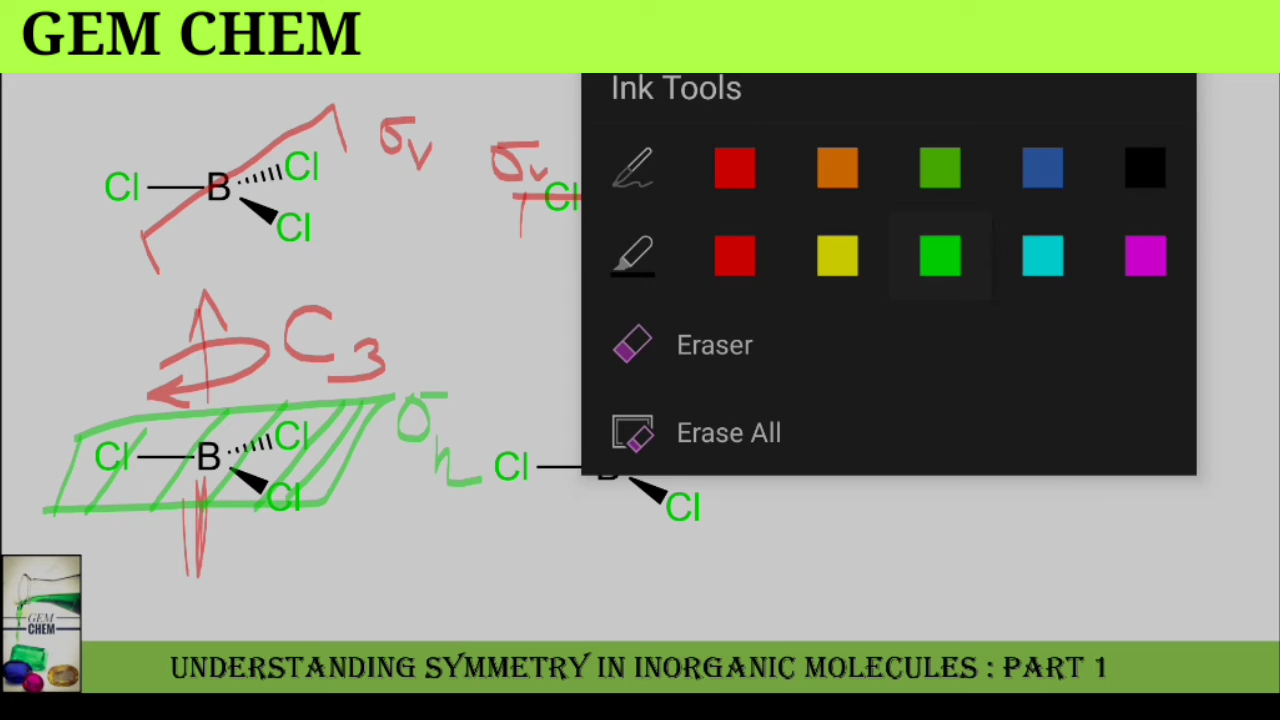 GEM CHEM
Ink Tools
σv
σv
Cl B Cl
Cl
Cl
C3
Eraser
σh
Erase All
Cl B Cl
Cl
Cl
Cl
GEM
CHEM
UNDERSTANDING SYMMETRY IN INORGANIC MOLECULES : PART 1